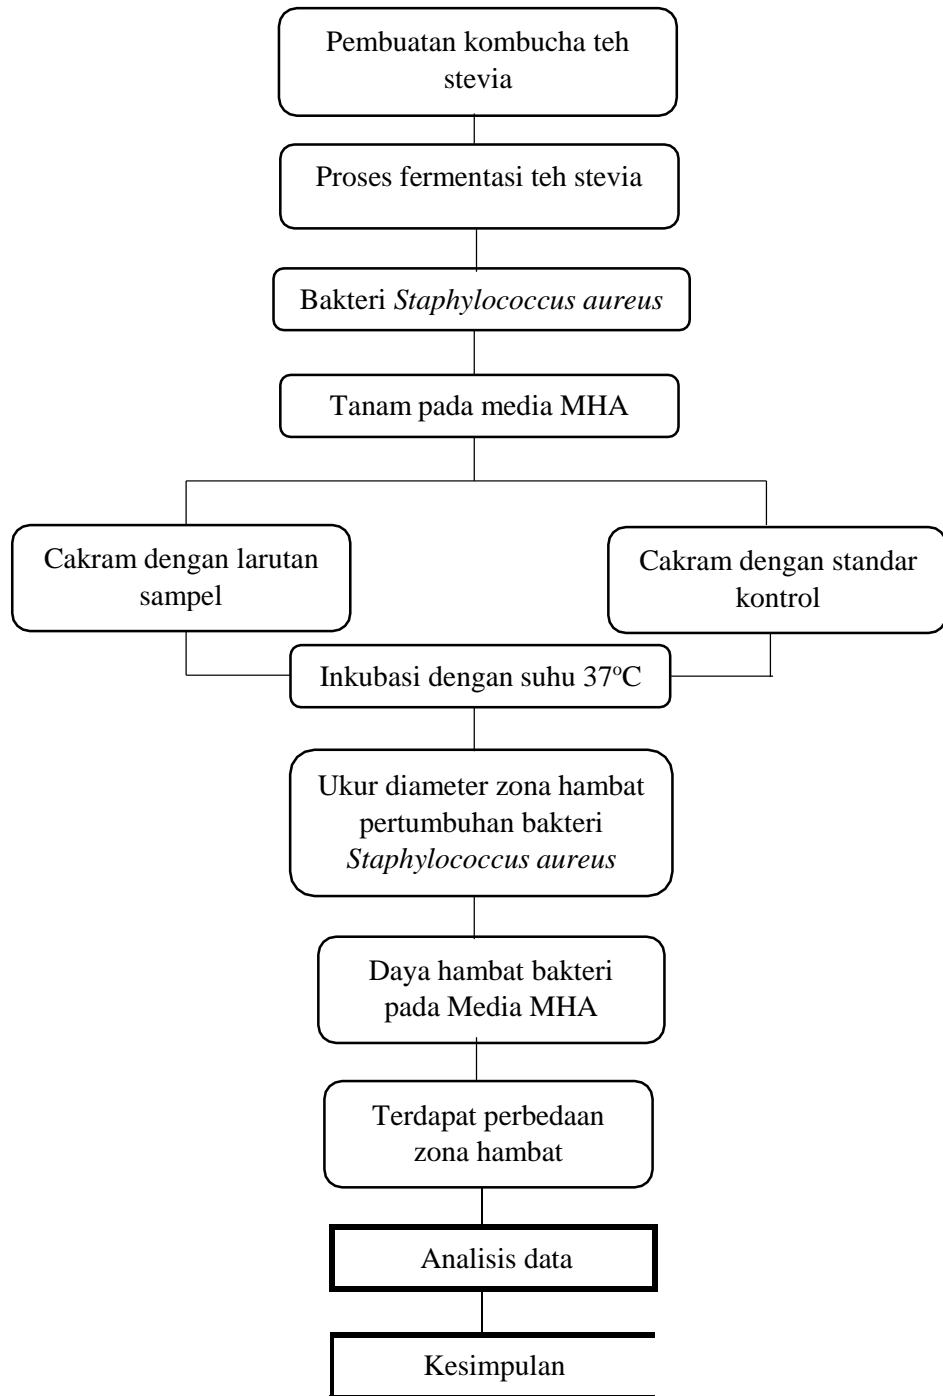 Pembuatan kombucha teh
stevia
Proses fermentasi teh stevia
Bakteri Staphylococcus aureus
Tanam pada media MHA
Cakram dengan larutan
sampel
Cakram dengan standar
kontrol
Inkubasi dengan suhu 37ºC
Ukur diameter zona hambat
pertumbuhan bakteri
Staphylococcus aureus
Daya hambat bakteri
pada Media MHA
Terdapat perbedaan
zona hambat
Analisis data
Kesimpulan